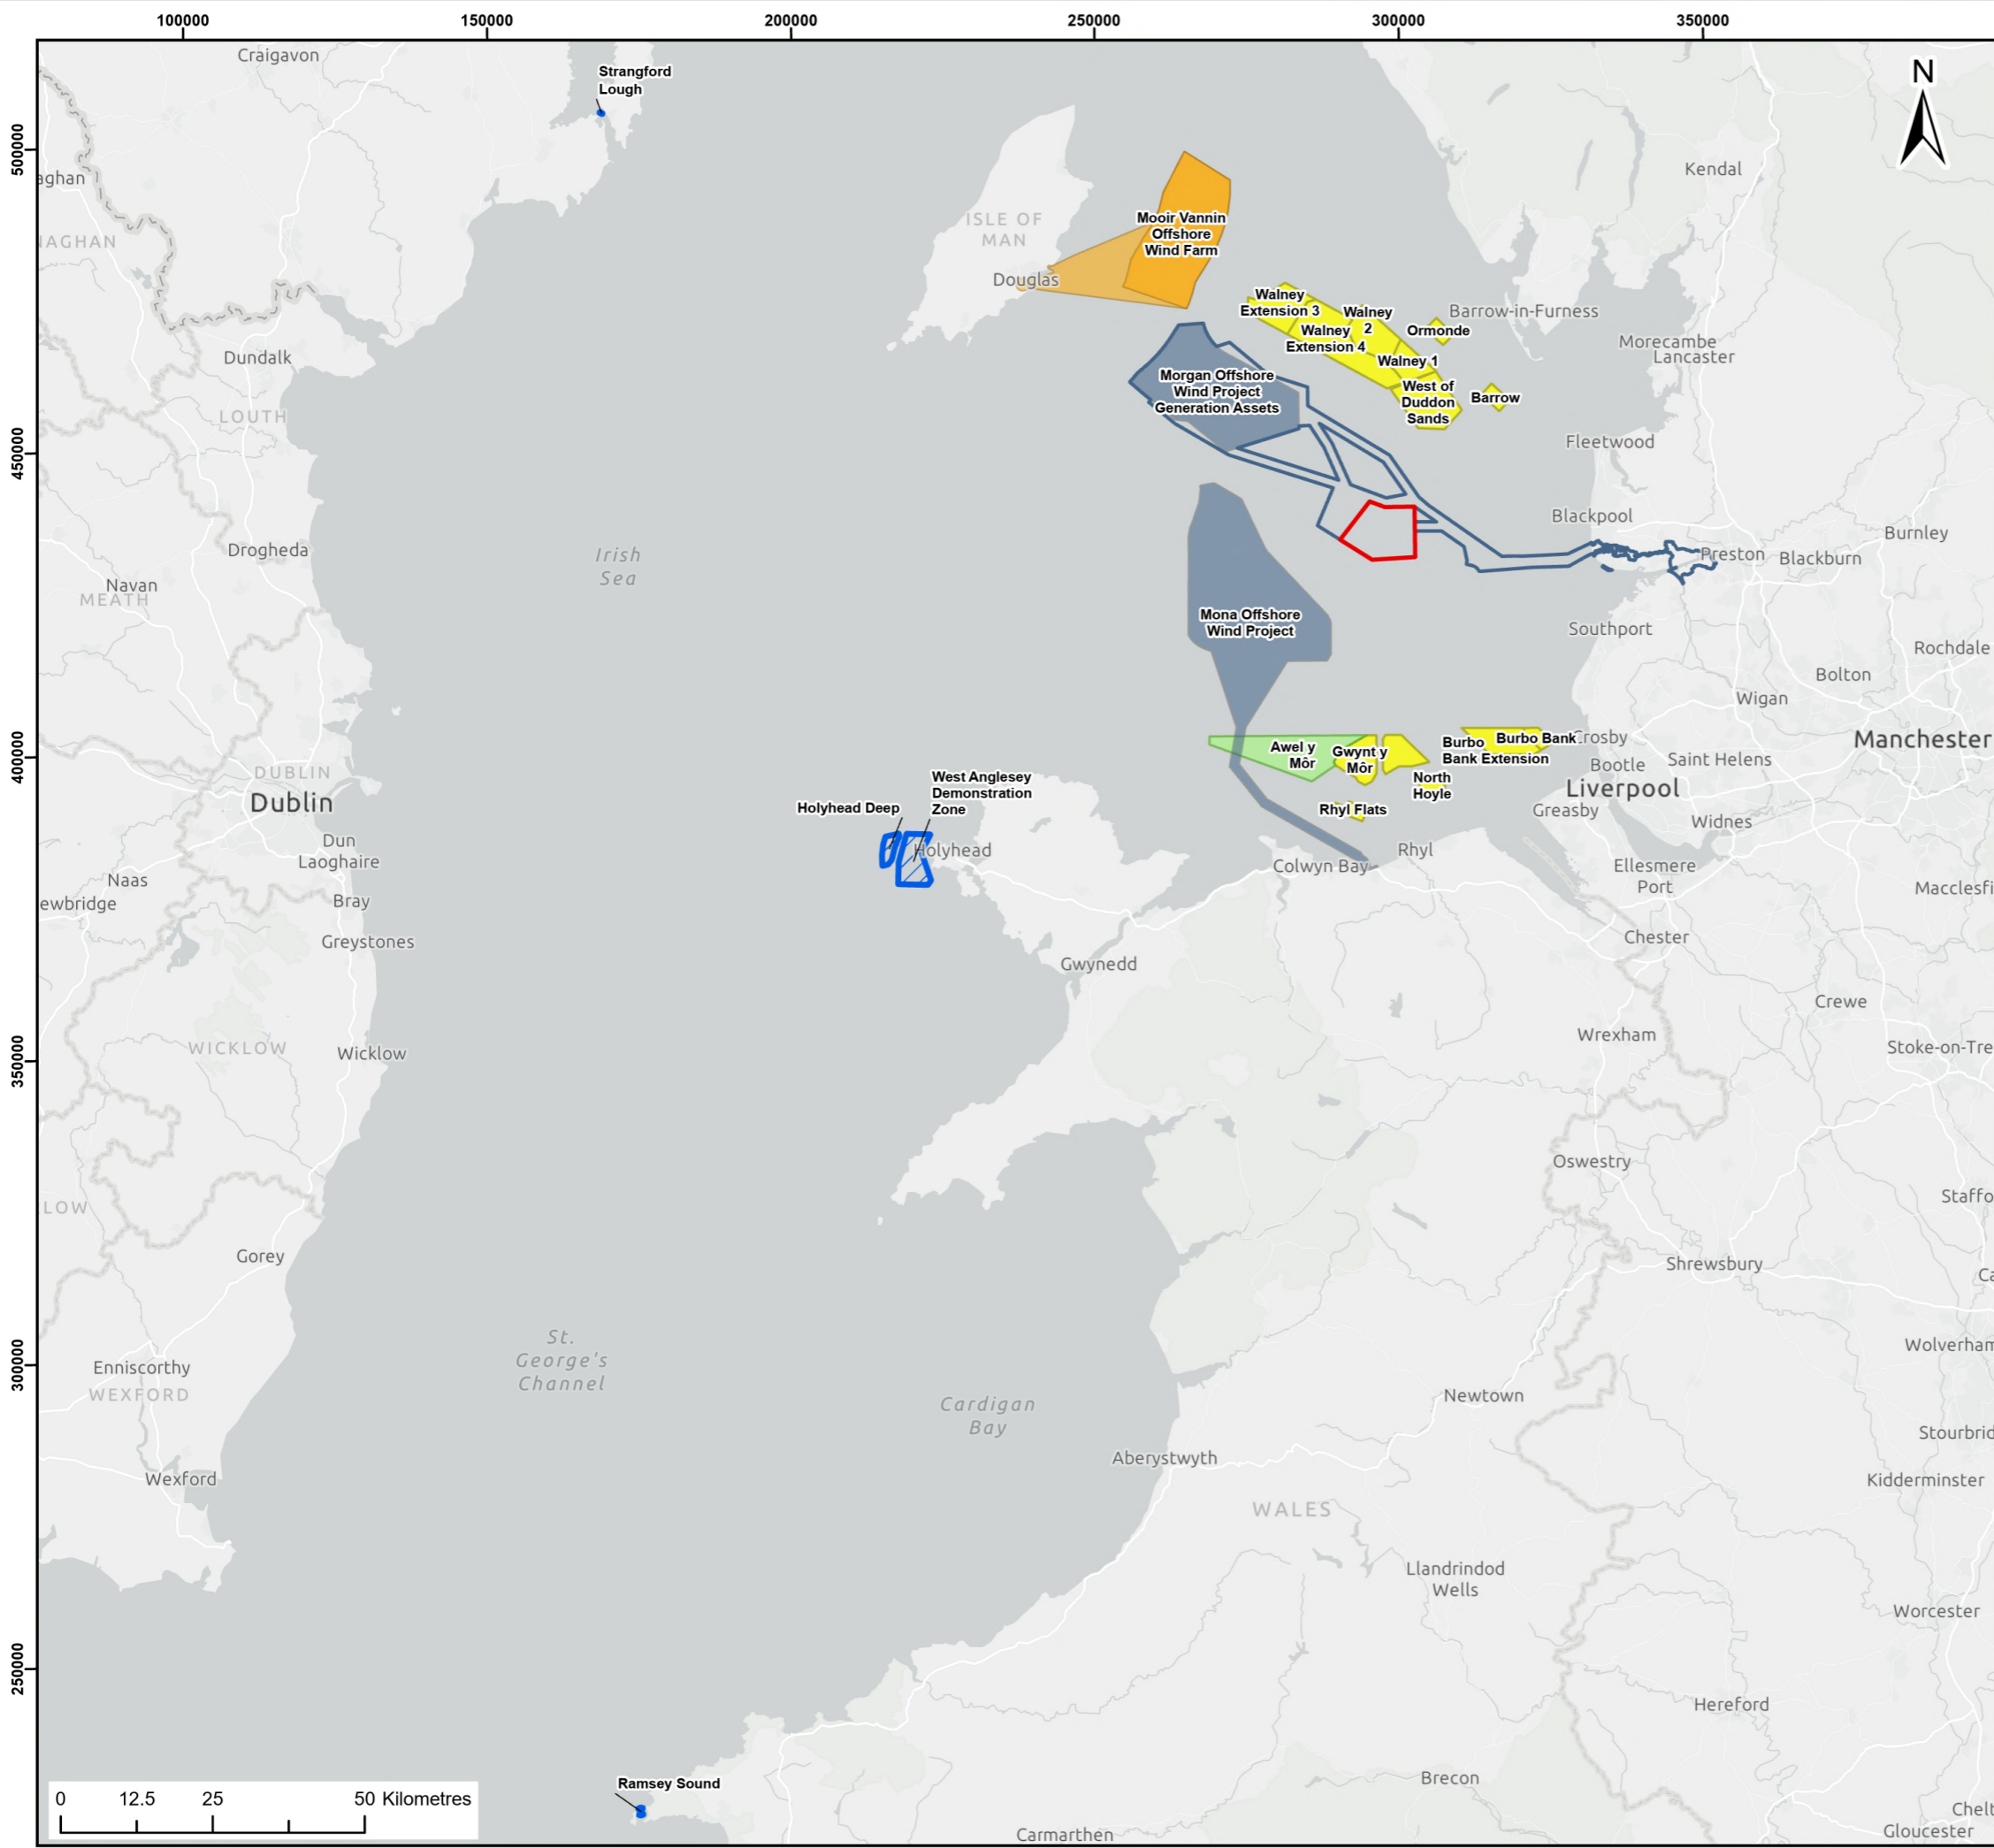 100000
150000
200000
250000
300000
350000
500000
450000
400000
350000
300000
250000
N
Craigavon
Strangford
Lough
Kendal
aghan
NAGHAN
ISLE OF
MAN
Douglas
Mooir Vannin
Offshore
Wind Farm
Walney
Extension 3
Walney
2
Walney
Extension 4
Ormonde
Barrow-in-Furness
Walney 1
Morecambe
Lancaster
Dundalk
LOUTH
Morgan Offshore
Wind Project
Generation Assets
West of
Duddon
Sands
Barrow
Fleetwood
Blackpool
Burnley
Preston
Blackburn
Drogheda
Irish
Sea
Navan
MEATH
Mona Offshore
Wind Project
Southport
Rochdale
Bolton
Wigan
Manchester
DUBLIN
Dublin
Awel y
Môr
Gwynt y
Môr
Burbo
Bank Extension
Burbo Bank
Crosby
Bootle
Saint Helens
North
Hoyle
Liverpool
Greasby
Widnes
Rhyl Flats
West Anglesey
Demonstration
Zone
Holyhead Deep
Holyhead
Dun
Laoghaire
Rhyl
Colwyn Bay
Ellesmere
Port
Macclesfi
Naas
ewbridge
Bray
Greystones
Chester
Gwynedd
Crewe
Wrexham
WICKLOW
Wicklow
Stoke-on-Tre
Oswestry
Staffo
LOW
Gorey
Shrewsbury
Ca
St.
George's
Channel
Wolverham
Enniscorthy
WEXFORD
Newtown
Cardigan
Bay
Stourbrid
Aberystwyth
Wexford
Kidderminster
WALES
Llandrindod
Wells
Worcester
Hereford
Ramsey Sound
Brecon
Chelt
Gloucester
Carmarthen
0 12.5 25 50 Kilometres